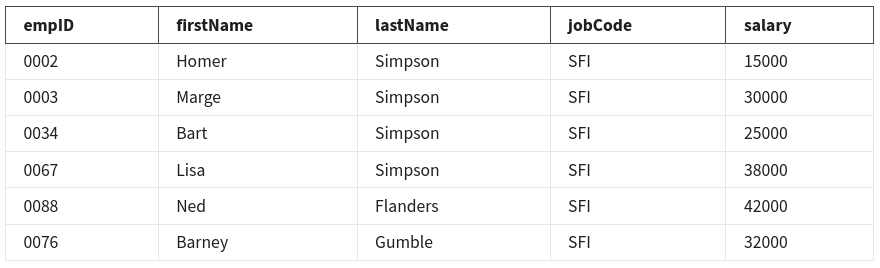 empID firstName lastName jobCode salary
0002 Homer Simpson SFI 15000
0003 Marge Simpson SFI 30000
0034 Bart Simpson SFI 25000
0067 Lisa Simpson SFI 38000
0088 Ned Flanders SFI 42000
0076 Barney Gumble SFI 32000